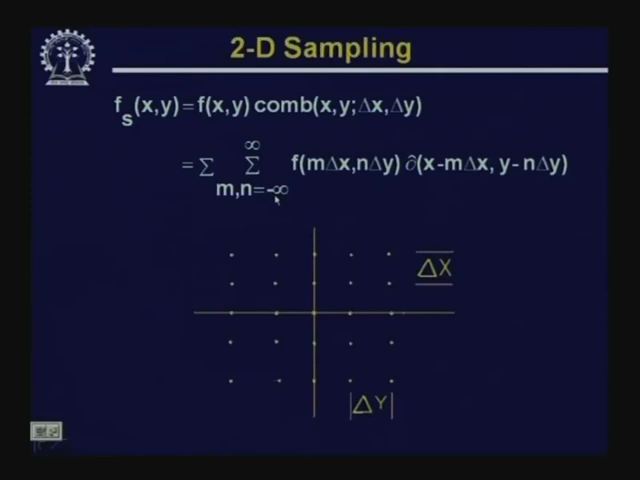 2-D Sampling
fₛ(x,y) = f(x,y) comb(x,y;Δx,Δy)
= Σ Σ f(mΔx,nΔy) ∂(x-mΔx, y-nΔy)
∞
m,n=-∞
ΔX
ΔY